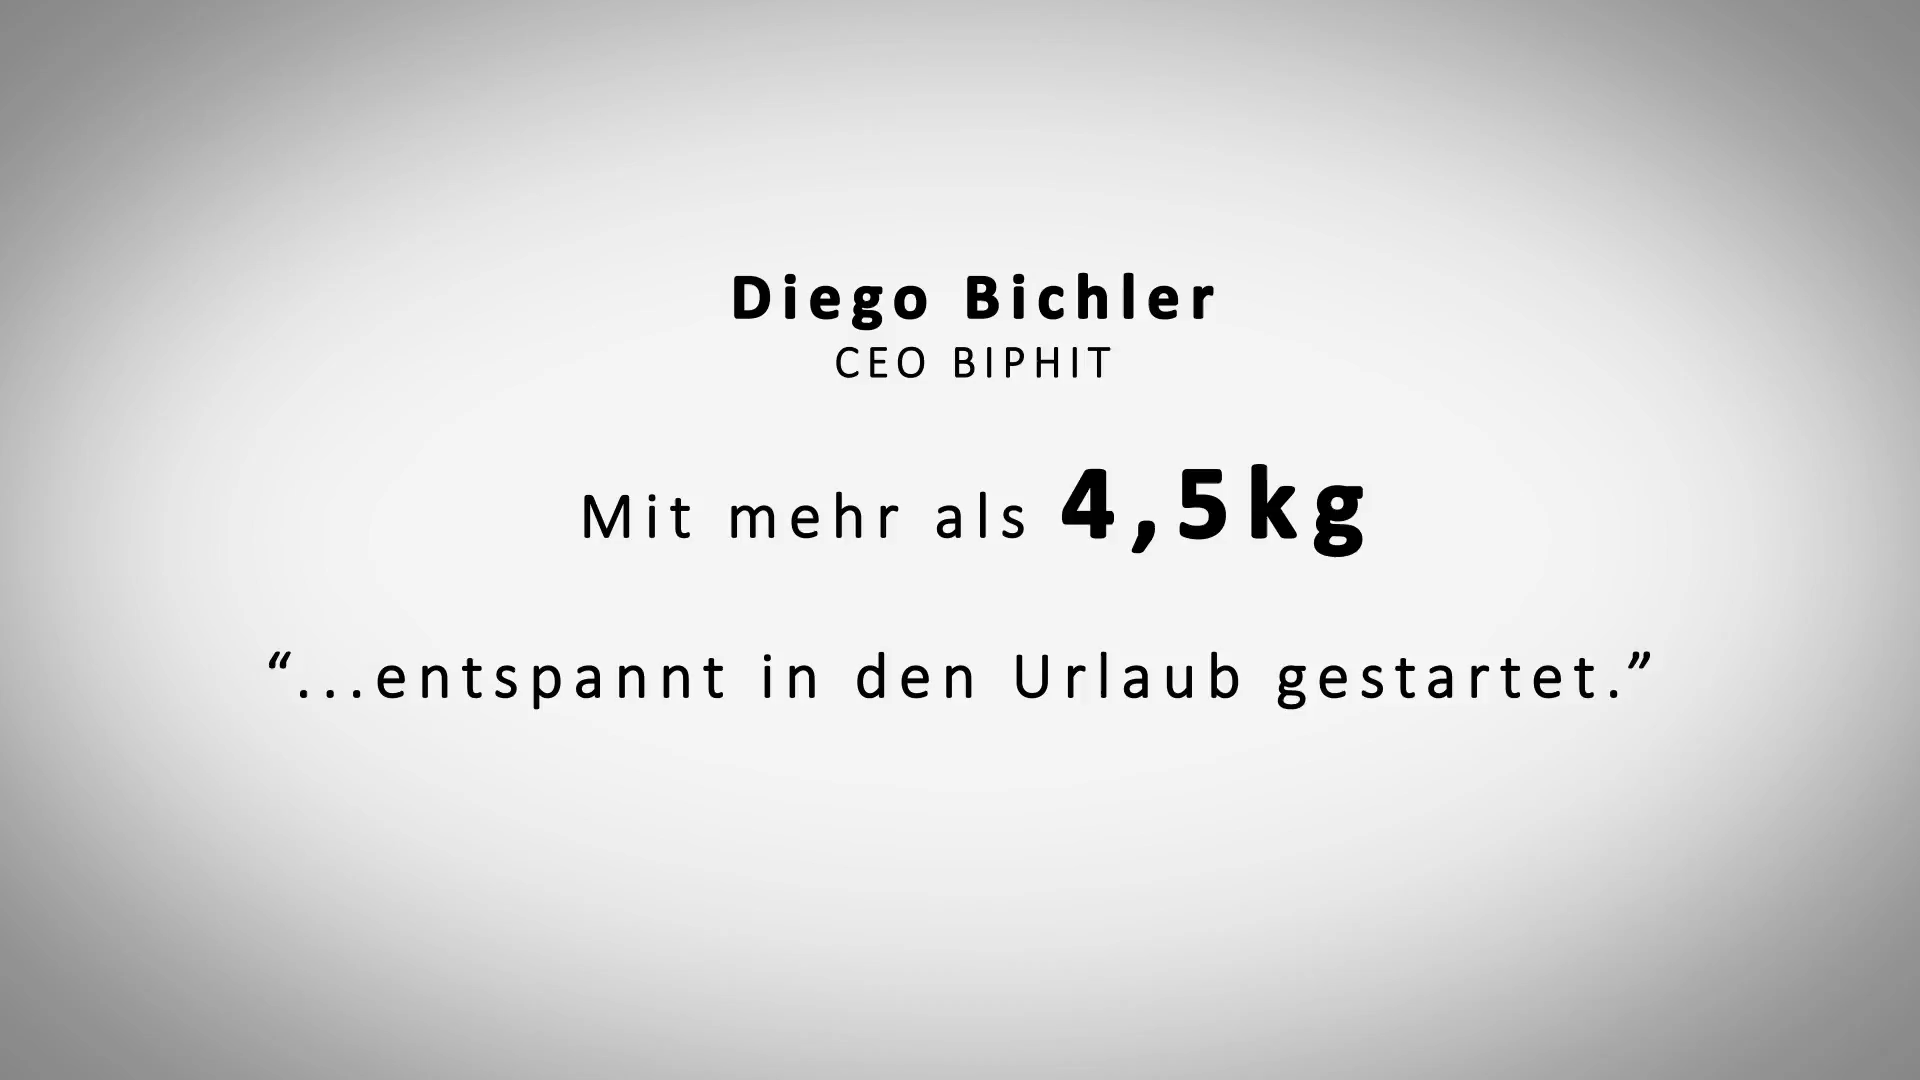 Diego Bichler
CEO BIPHIT
Mit mehr als 4,5kg
“...entspannt in den Urlaub gestartet.”